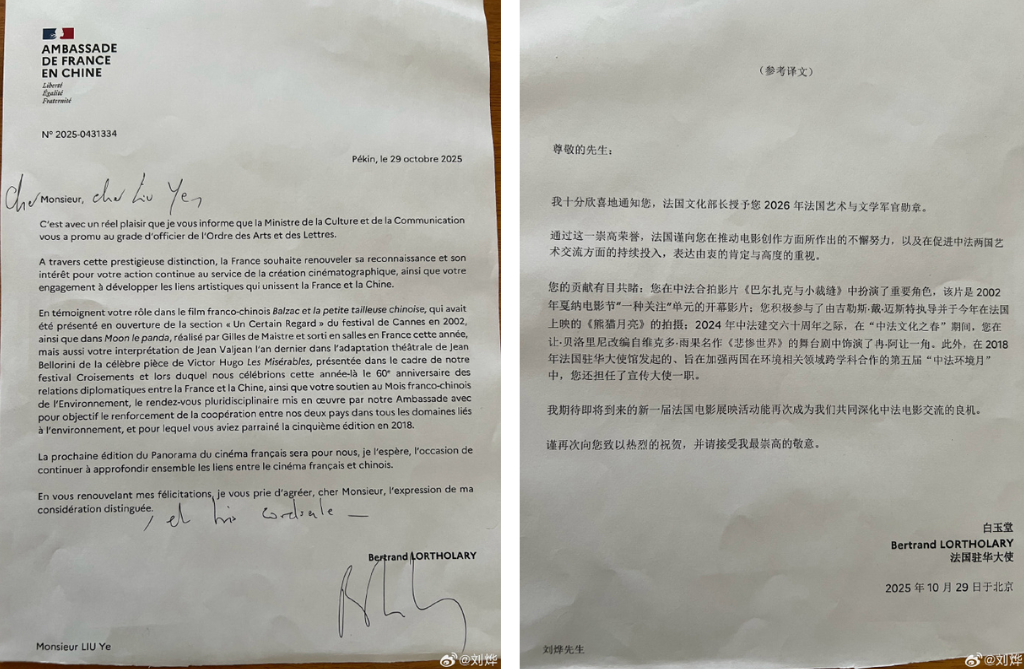 AMBASSADE
DE FRANCE
EN CHINE
Liberté
Égalité
Fraternité
N° 2025-0431334
Pékin, le 29 octobre 2025
Cher Monsieur, cher Liu Ye,
C'est avec un réel plaisir que je vous informe que la Ministre de la Culture et de la Communication
vous a promu au grade d'officier de l'Ordre des Arts et des Lettres.
A travers cette prestigieuse distinction, la France souhaite renouveler sa reconnaissance et son
intérêt pour votre action continue au service de la création cinématographique, ainsi que votre
engagement à développer les liens artistiques qui unissent la France et la Chine.
En témoignent votre rôle dans le film franco-chinois Balzac et la petite tailleuse chinoise, qui avait
été présenté en ouverture de la section « Un Certain Regard » du festival de Cannes en 2002,
ainsi que dans Moon le panda, réalisé par Gilles de Maistre et sorti en salles en France cette année,
mais aussi votre interprétation de Jean Valjean l'an dernier dans l'adaptation théâtrale de Jean
Bellorini de la célèbre pièce de Victor Hugo Les Misérables, présentée dans le cadre de notre
festival Croisements et lors duquel nous célébrions cette année-là le 60e anniversaire des
relations diplomatiques entre la France et la Chine, ainsi que votre soutien au Mois franco-chinois
de l'Environnement, le rendez-vous pluridisciplinaire mis en œuvre par notre Ambassade avec
pour objectif le renforcement de la coopération entre nos deux pays dans tous les domaines liés
à l'environnement, et pour lequel vous aviez parrainé la cinquième édition en 2018.
La prochaine édition du Panorama du cinéma français sera pour nous, je l'espère, l'occasion de
continuer à approfondir ensemble les liens entre le cinéma français et chinois.
En vous renouvelant mes félicitations, je vous prie d'agréer, cher Monsieur, l'expression de ma
considération distinguée.
, et très cordiale
Bertrand LORTHOLARY
Monsieur LIU Ye
@刘烨
（参考译文）
尊敬的先生：
我十分欣喜地通知您，法国文化部长授予您 2026 年法国艺术与文学军官勋章。
通过这一崇高荣誉，法国谨向您在推动电影创作方面所作出的不懈努力，以及在促进中法两国艺
术交流方面的持续投入，表达由衷的肯定与高度的重视。
您的贡献有目共睹：您在中法合拍影片《巴尔扎克与小裁缝》中扮演了重要角色，该片是 2002
年戛纳电影节“一种关注”单元的开幕影片；您积极参与了由吉勒斯·戴·迈斯特执导并于今年在法国
上映的《熊猫月亮》的拍摄；2024 年中法建交六十周年之际，在“中法文化之春”期间，您在
让·贝洛里尼改编自维克多·雨果名作《悲惨世界》的舞台剧中饰演了冉·阿让一角。此外，在 2018
年法国驻华大使馆发起的、旨在加强两国在环境相关领域跨学科合作的第五届“中法环境月”
中，您还担任了宣传大使一职。
我期待即将到来的新一届法国电影展映活动能再次成为我们共同深化中法电影交流的良机。
谨再次向您致以热烈的祝贺，并请接受我最崇高的敬意。
白玉堂
Bertrand LORTHOLARY
法国驻华大使
2025 年 10 月 29 日于北京
刘烨先生
@刘烨